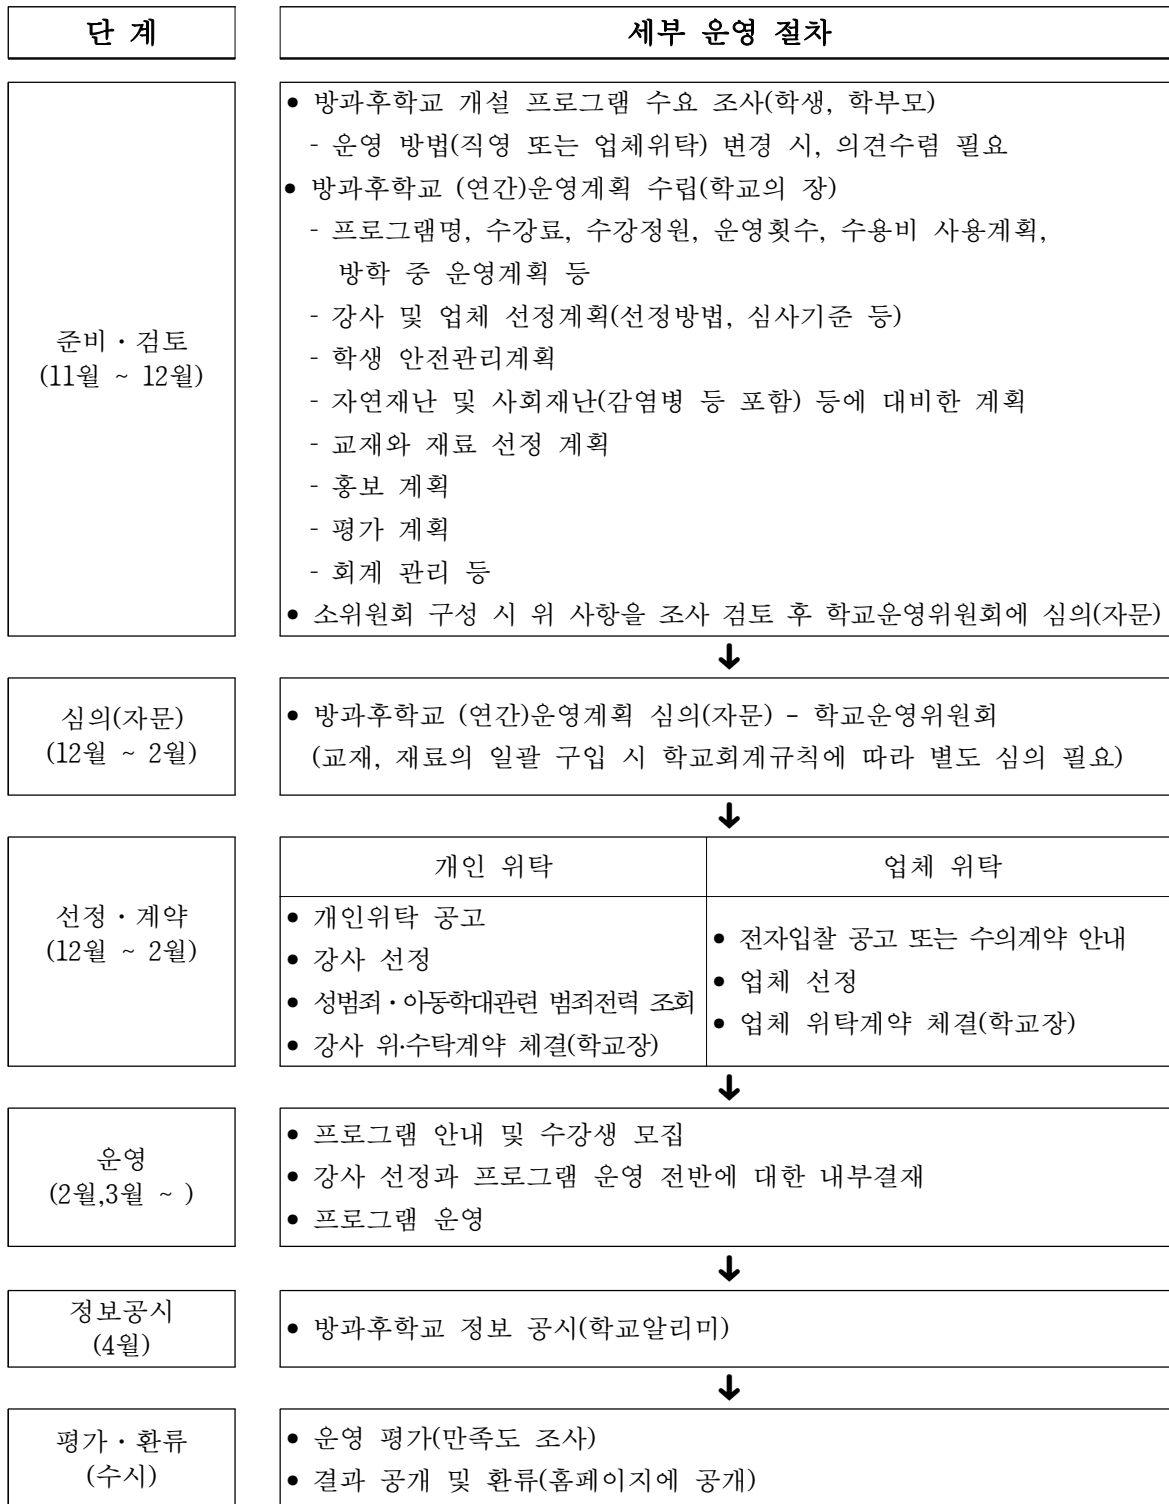 단 계
세부 운영 절차
준비・검토
(11월 ~ 12월)
• 방과후학교 개설 프로그램 수요 조사(학생, 학부모)
- 운영 방법(직영 또는 업체위탁) 변경 시, 의견수렴 필요
• 방과후학교 (연간)운영계획 수립(학교의 장)
- 프로그램명, 수강료, 수강정원, 운영횟수, 수용비 사용계획,
방학 중 운영계획 등
- 강사 및 업체 선정계획(선정방법, 심사기준 등)
- 학생 안전관리계획
- 자연재난 및 사회재난(감염병 등 포함) 등에 대비한 계획
- 교재와 재료 선정 계획
- 홍보 계획
- 평가 계획
- 회계 관리 등
• 소위원회 구성 시 위 사항을 조사 검토 후 학교운영위원회에 심의(자문)
↓
심의(자문)
(12월 ~ 2월)
• 방과후학교 (연간)운영계획 심의(자문) – 학교운영위원회
(교재, 재료의 일괄 구입 시 학교회계규칙에 따라 별도 심의 필요)
↓
선정・계약
(12월 ~ 2월)
개인 위탁
• 개인위탁 공고
• 강사 선정
• 성범죄・아동학대관련 범죄전력 조회
• 강사 위·수탁계약 체결(학교장)
업체 위탁
• 전자입찰 공고 또는 수의계약 안내
• 업체 선정
• 업체 위탁계약 체결(학교장)
↓
운영
(2월,3월 ~ )
• 프로그램 안내 및 수강생 모집
• 강사 선정과 프로그램 운영 전반에 대한 내부결재
• 프로그램 운영
↓
정보공시
(4월)
• 방과후학교 정보 공시(학교알리미)
↓
평가・환류
(수시)
• 운영 평가(만족도 조사)
• 결과 공개 및 환류(홈페이지에 공개)